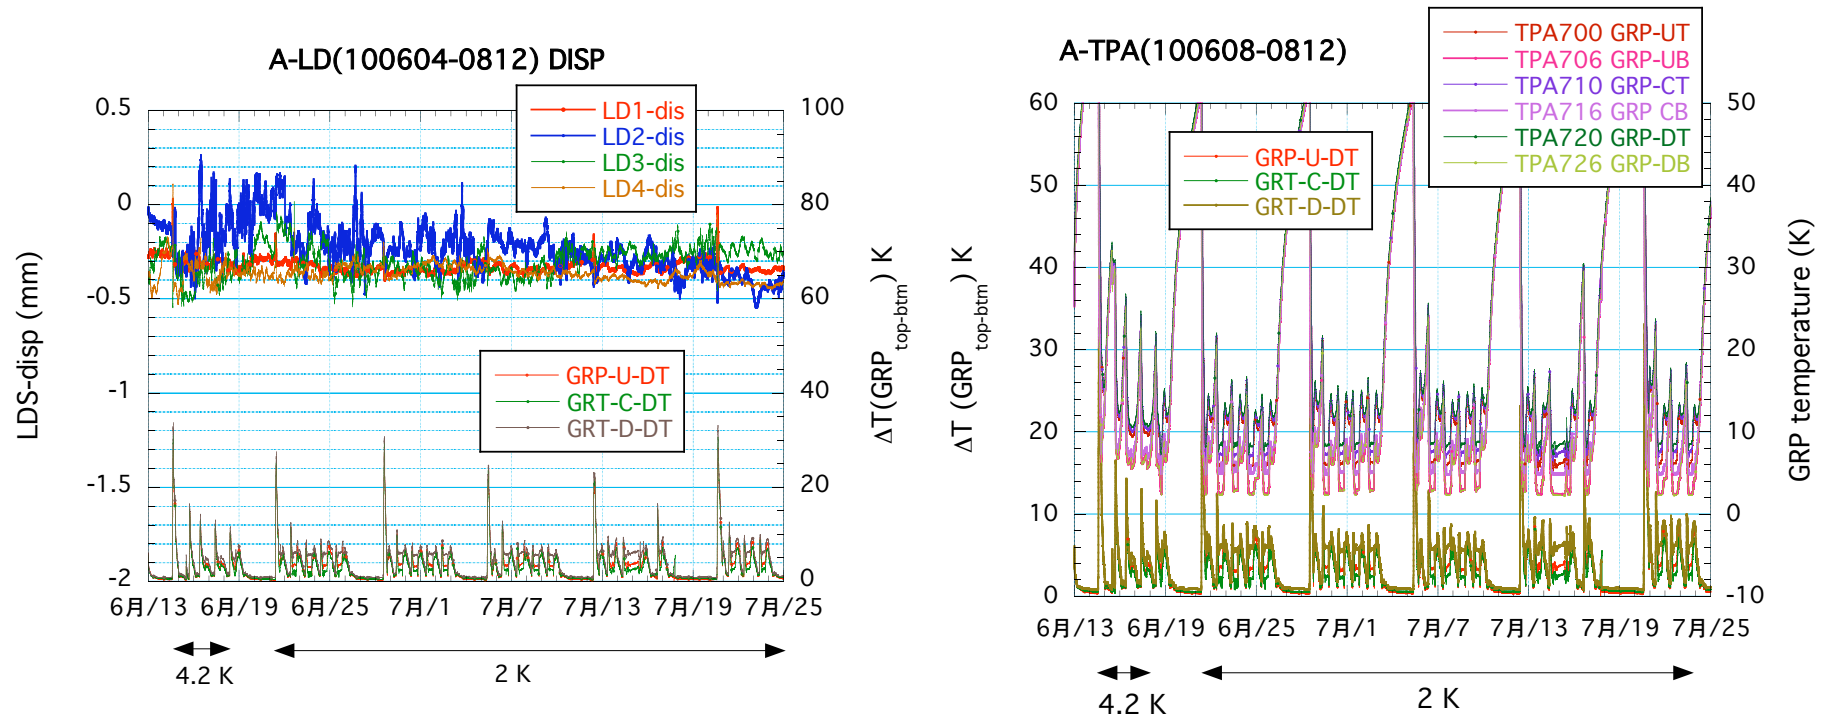 A-LD(100604-0812) DISP
LD1-dis
LD2-dis
LD3-dis
LD4-dis
0.5
0
-0.5
-1
-1.5
-2
LDS-disp (mm)
100
80
60
40
20
0
ΔT(GRP top-btm) K
GRP-U-DT
GRT-C-DT
GRT-D-DT
6月/13 6月/19 6月/25 7月/1 7月/7 7月/13 7月/19 7月/25
4.2 K
2 K
A-TPA(100608-0812)
TPA700 GRP-UT
TPA706 GRP-UB
TPA710 GRP-CT
TPA716 GRP CB
TPA720 GRP-DT
TPA726 GRP-DB
GRP-U-DT
GRT-C-DT
GRT-D-DT
60
50
40
30
20
10
0
ΔT (GRP top-btm) K
50
40
30
20
10
0
-10
GRP temperature (K)
6月/13 6月/19 6月/25 7月/1 7月/7 7月/13 7月/19 7月/25
4.2 K
2 K